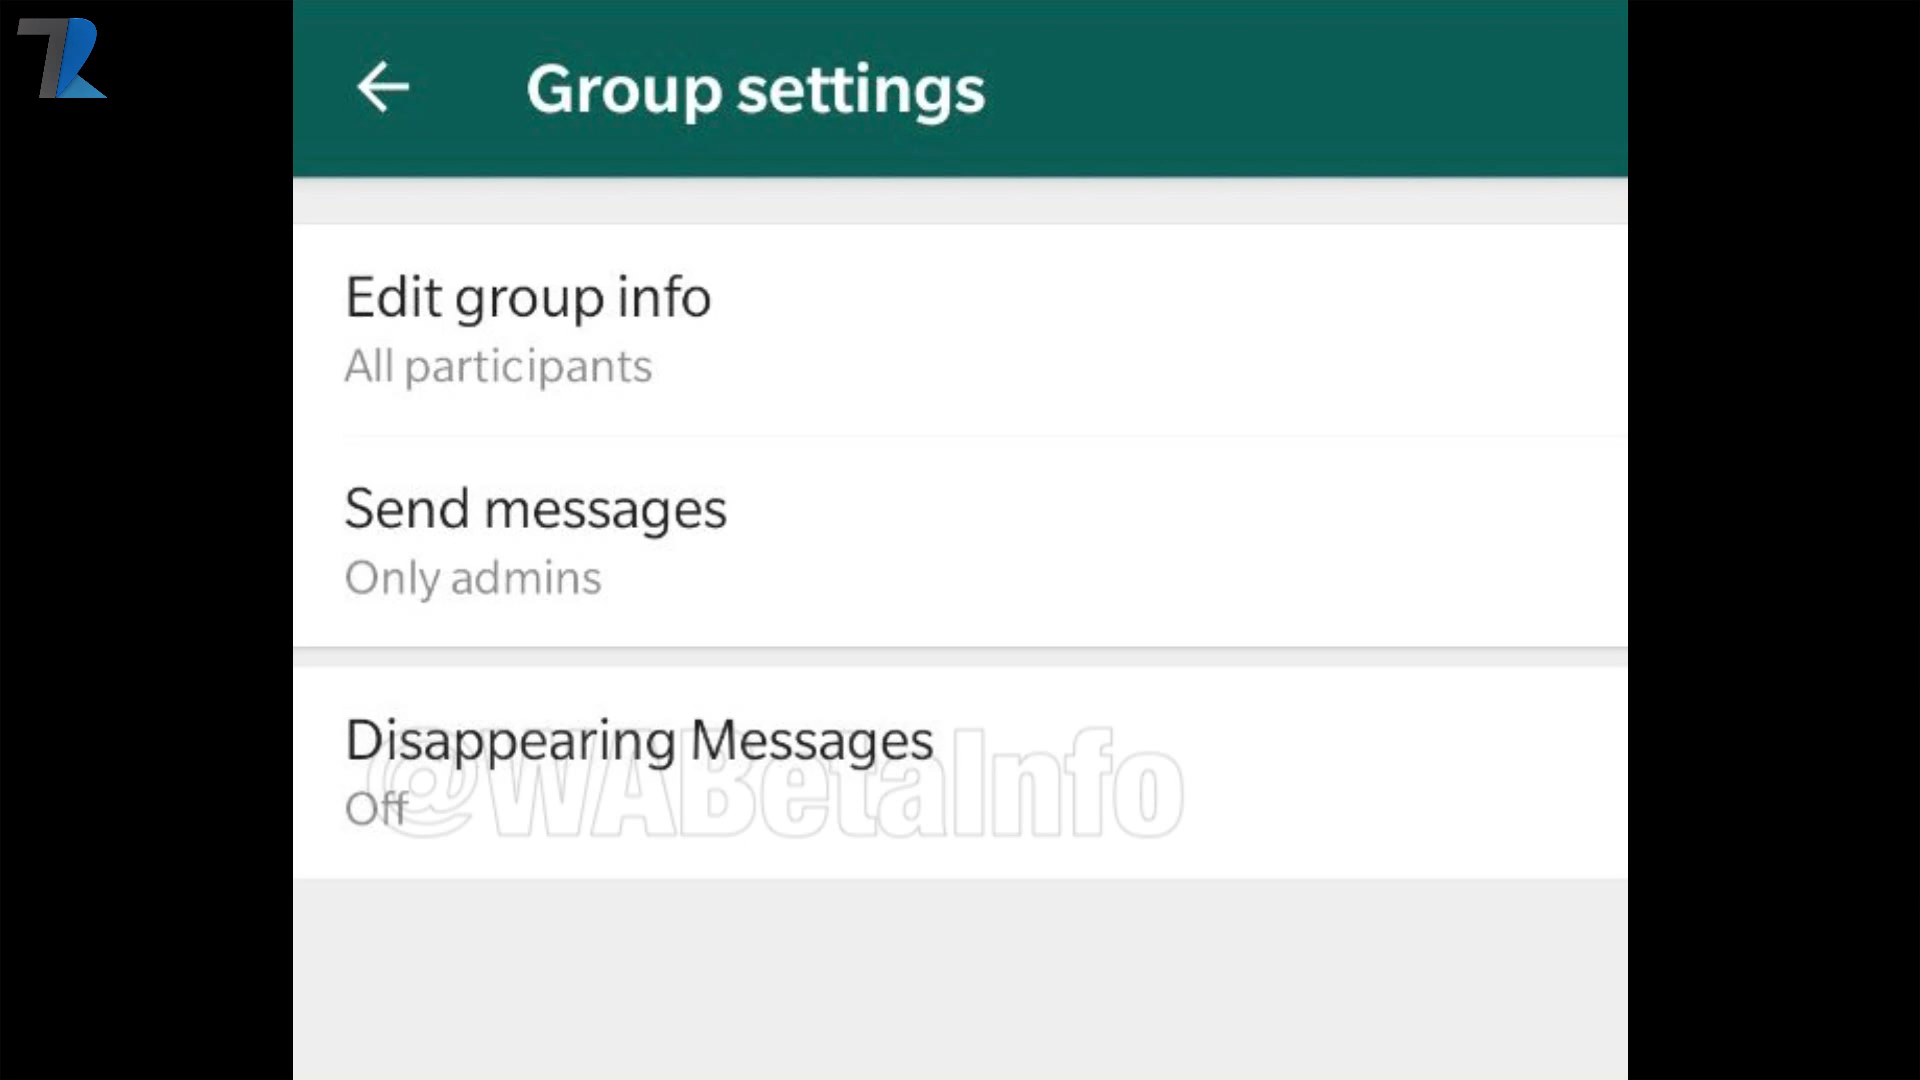 Group settings
Edit group info
All participants
Send messages
Only admins
Disappearing Messages
@WABetaInfo
Off